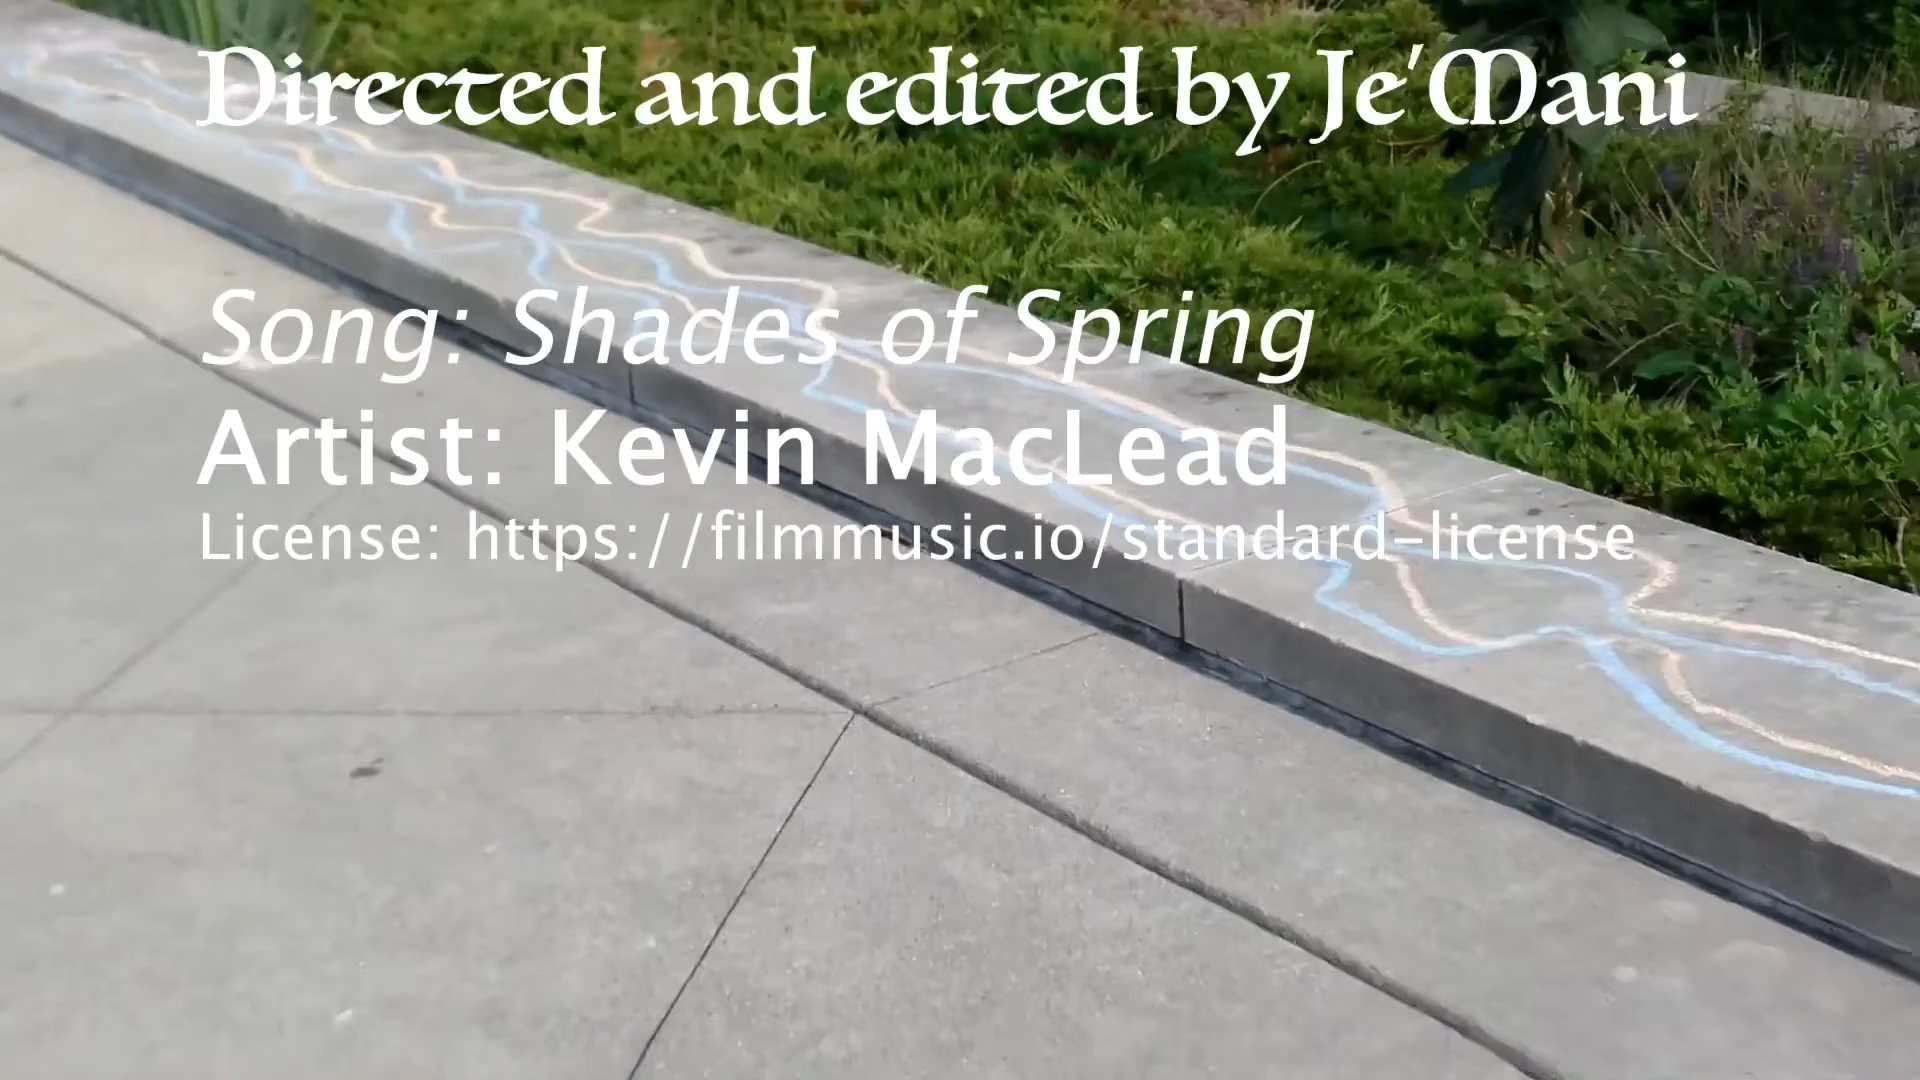 Directed and edited by Je'Mani
Song: Shades of Spring
Artist: Kevin MacLead
License: https://filmmusic.io/standard-license